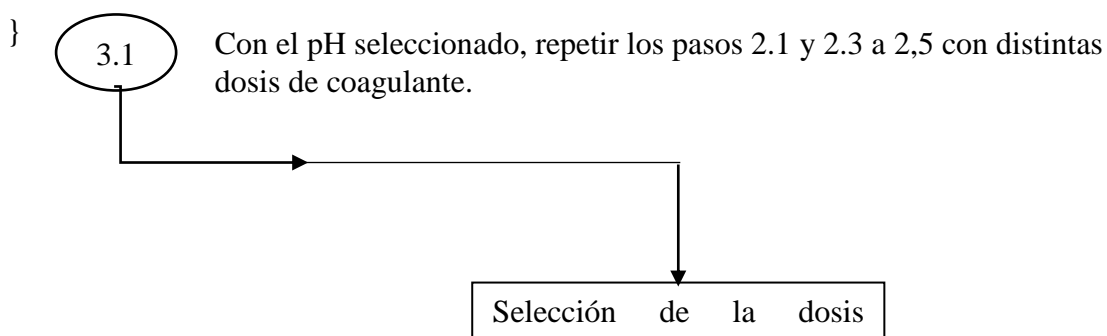 }
3.1
Con el pH seleccionado, repetir los pasos 2.1 y 2.3 a 2,5 con distintas
dosis de coagulante.
Selección de la dosis